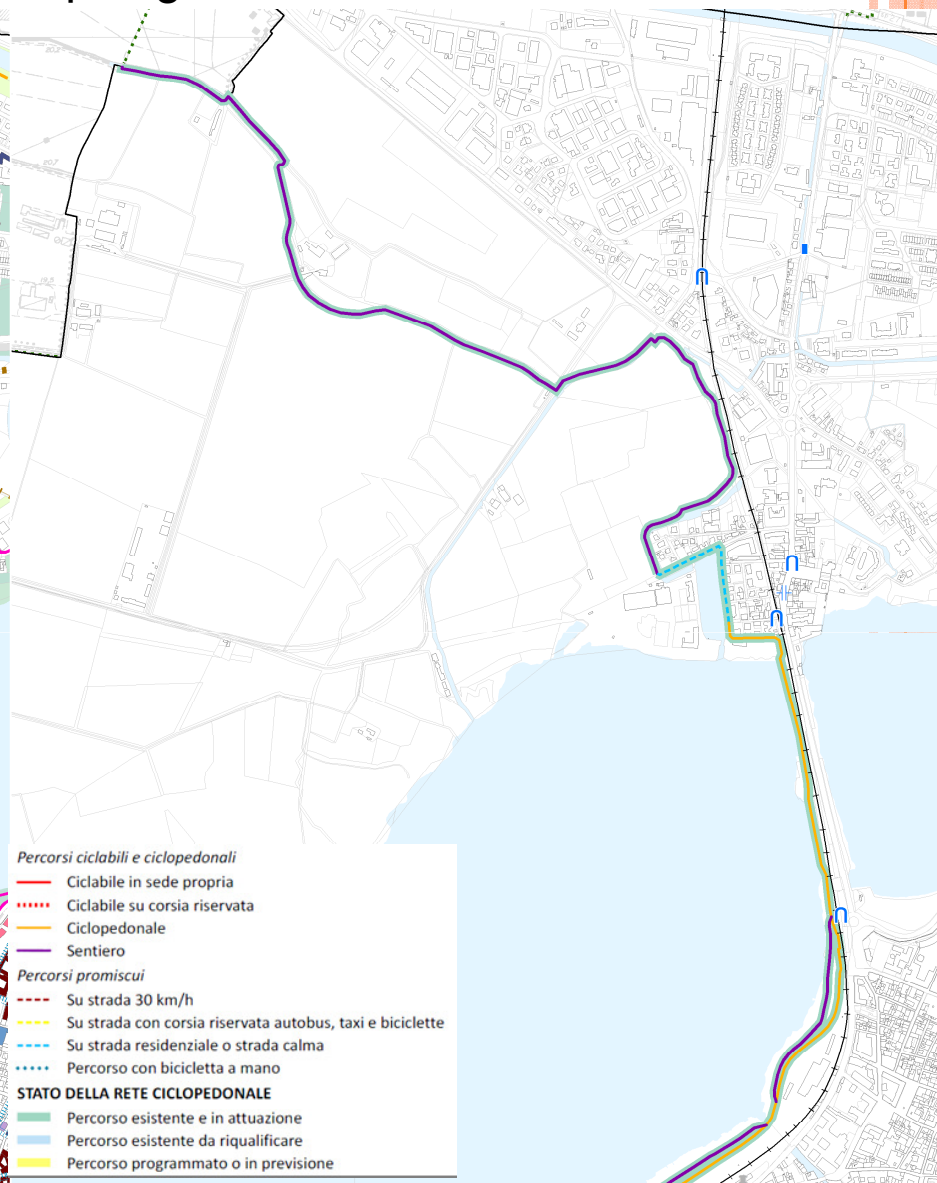 Percorsi ciclabili e ciclopedonali
Ciclabile in sede propria
Ciclabile su corsia riservata
Ciclopedonale
Sentiero
Percorsi promiscui
Su strada 30 km/h
Su strada con corsia riservata autobus, taxi e biciclette
Su strada residenziale o strada calma
Percorso con bicicletta a mano
STATO DELLA RETE CICLOPEDONALE
Percorso esistente e in attuazione
Percorso esistente da riqualificare
Percorso programmato o in previsione